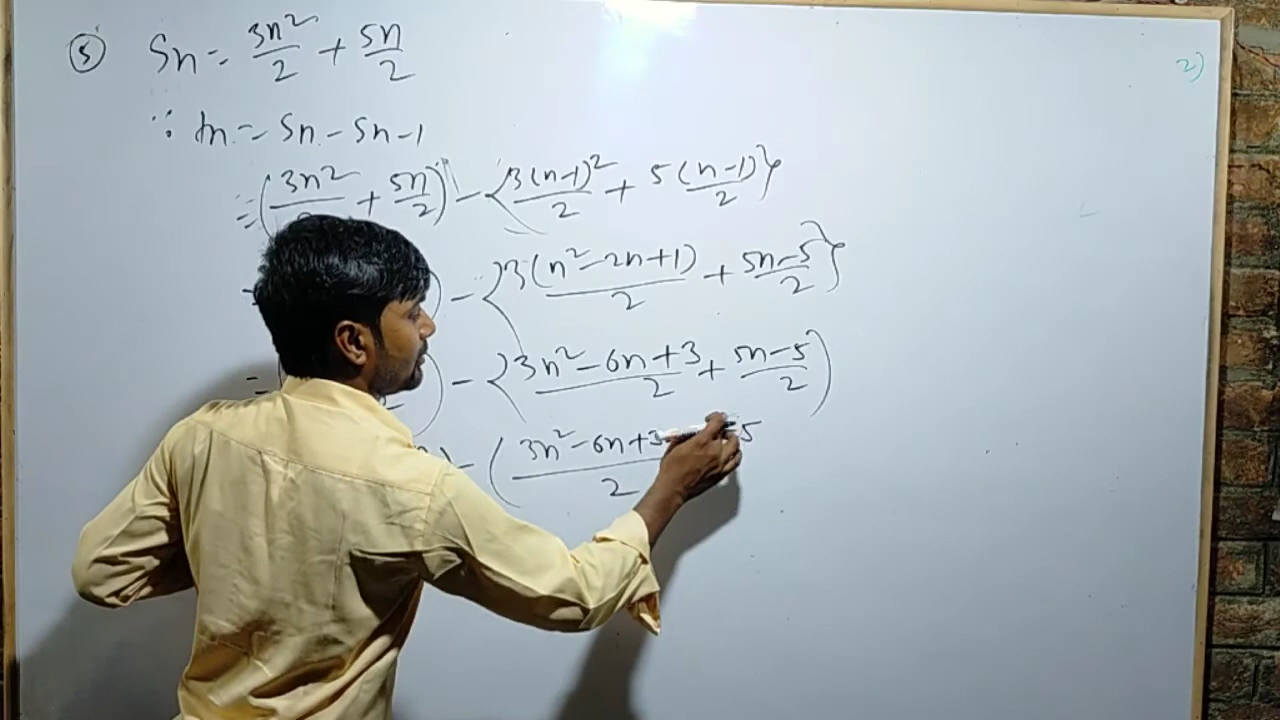 ⑤ Sn = 3n²/2 + 5n/2
2)
∵ tn = Sn - Sn-1
= (3n²/2 + 5n/2) - {3(n-1)²/2 + 5(n-1)/2}
) - {3(n²-2n+1)/2 + 5n-5/2}
) - {3n²-6n+3/2 + 5n-5/2)
) - (3n²-6n+3 -5/2